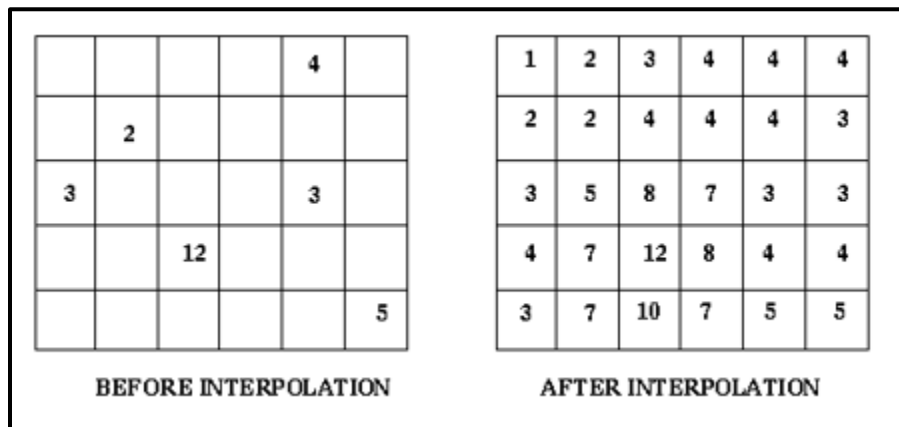 4
2
3 3
12
5
BEFORE INTERPOLATION
1 2 3 4 4 4
2 2 4 4 4 3
3 5 8 7 3 3
4 7 12 8 4 4
3 7 10 7 5 5
AFTER INTERPOLATION